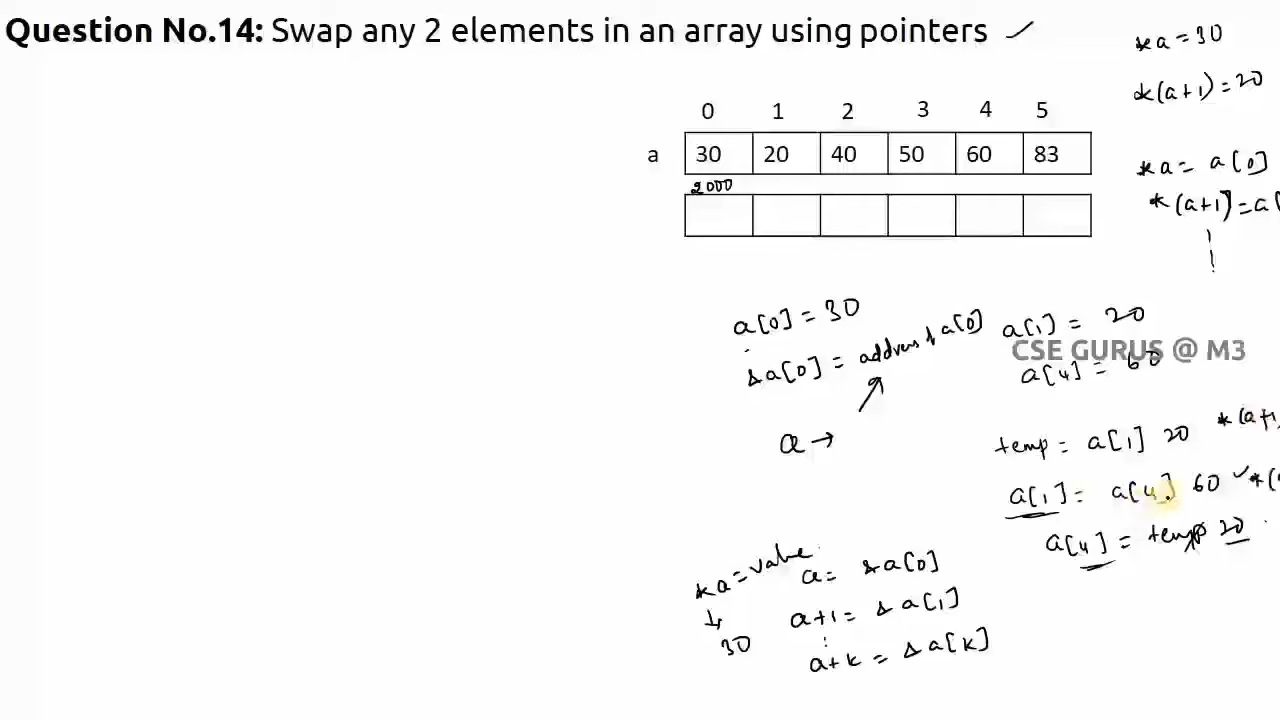 Question No.14: Swap any 2 elements in an array using pointers ✓
*a = 30
*(a+1) = 20
0 1 2 3 4 5
a 30 20 40 50 60 83
2000
*a = a[0]
*(a+1) = a[
a[0] = 30
&a[0] = address of a[0]
a →
a[1] = 20
CSE GURUS @ M3
a[4] = 60
temp = a[1] 20 *(a+1
a[1] = a[4] 60 ✓ *(
a[4] = temp 20
*a = value
↓
30
a = &a[0]
a+1 = &a[1]
⋮
a+k = &a[k]